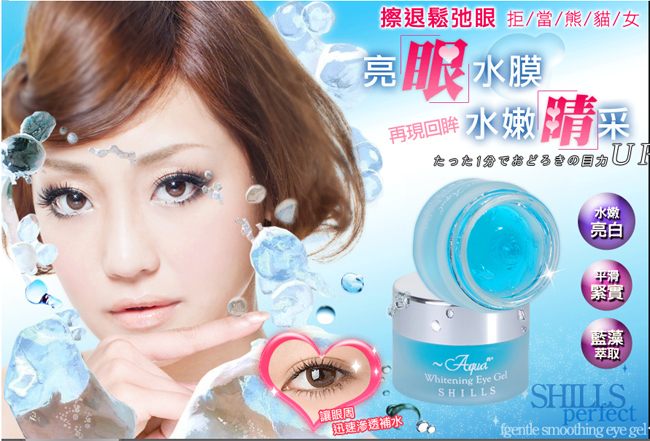 擦退鬆弛眼 拒/當/熊/貓/女
亮眼水膜
再現回眸 水嫩睛采
たった1分でおどろきの目力UP
水嫩
亮白
平滑
緊實
藍藻
萃取
~Aqua
Whitening Eye Gel
SHILLS
讓眼周
迅速滲透補水
SHILLS
perfect
fgentle smoothing eye gel